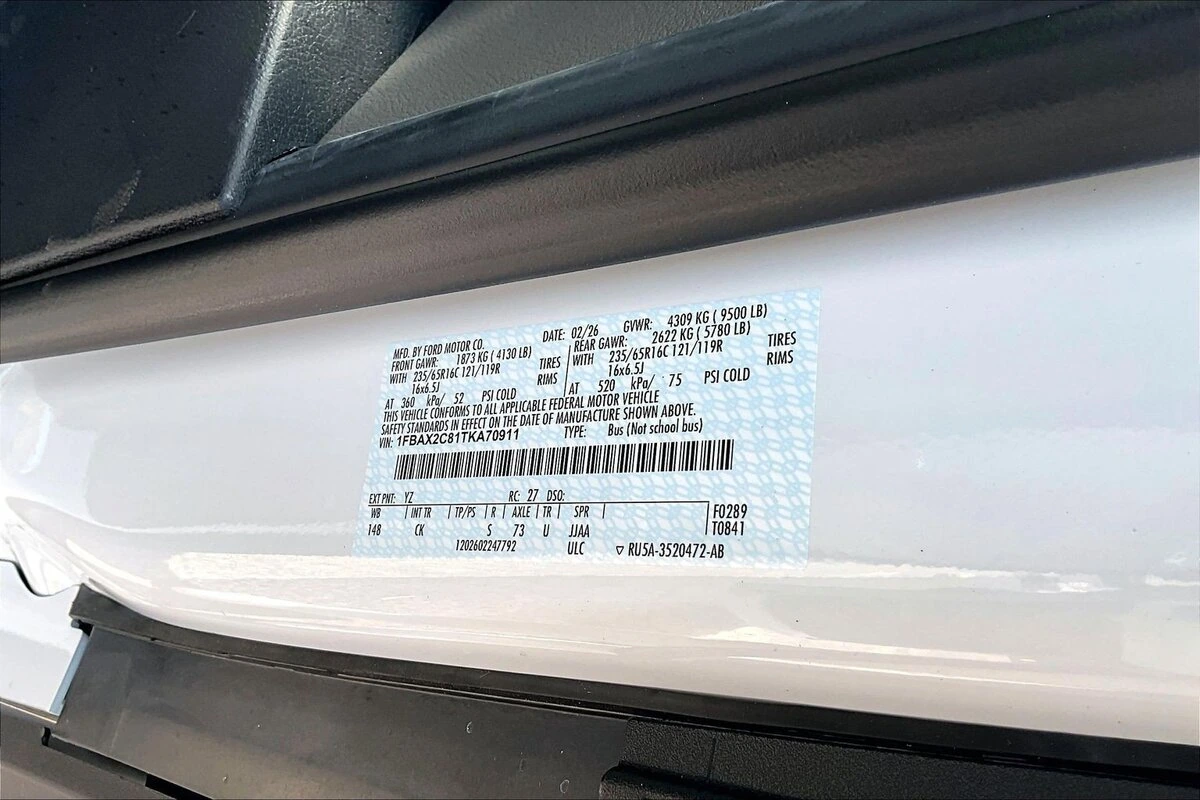 MFD. BY FORD MOTOR CO. DATE: 02/26 GVWR: 4309 KG ( 9500 LB)
FRONT GAWR: 1873 KG ( 4130 LB) REAR GAWR: 2622 KG ( 5780 LB)
WITH 235/65R16C 121/119R TIRES WITH 235/65R16C 121/119R TIRES
16x6.5J RIMS 16x6.5J RIMS
AT 360 kPa/ 52 PSI COLD AT 520 kPa/ 75 PSI COLD
THIS VEHICLE CONFORMS TO ALL APPLICABLE FEDERAL MOTOR VEHICLE
SAFETY STANDARDS IN EFFECT ON THE DATE OF MANUFACTURE SHOWN ABOVE.
VIN: 1FBAX2C81TKA70911 TYPE: Bus (Not school bus)
EXT PNT: YZ RC: 27 DSO:
WB INT TR TP/PS R AXLE TR SPR F0289
148 CK S 73 U JJAA T0841
1202602247792 ULC ▽ RU5A-3520472-AB